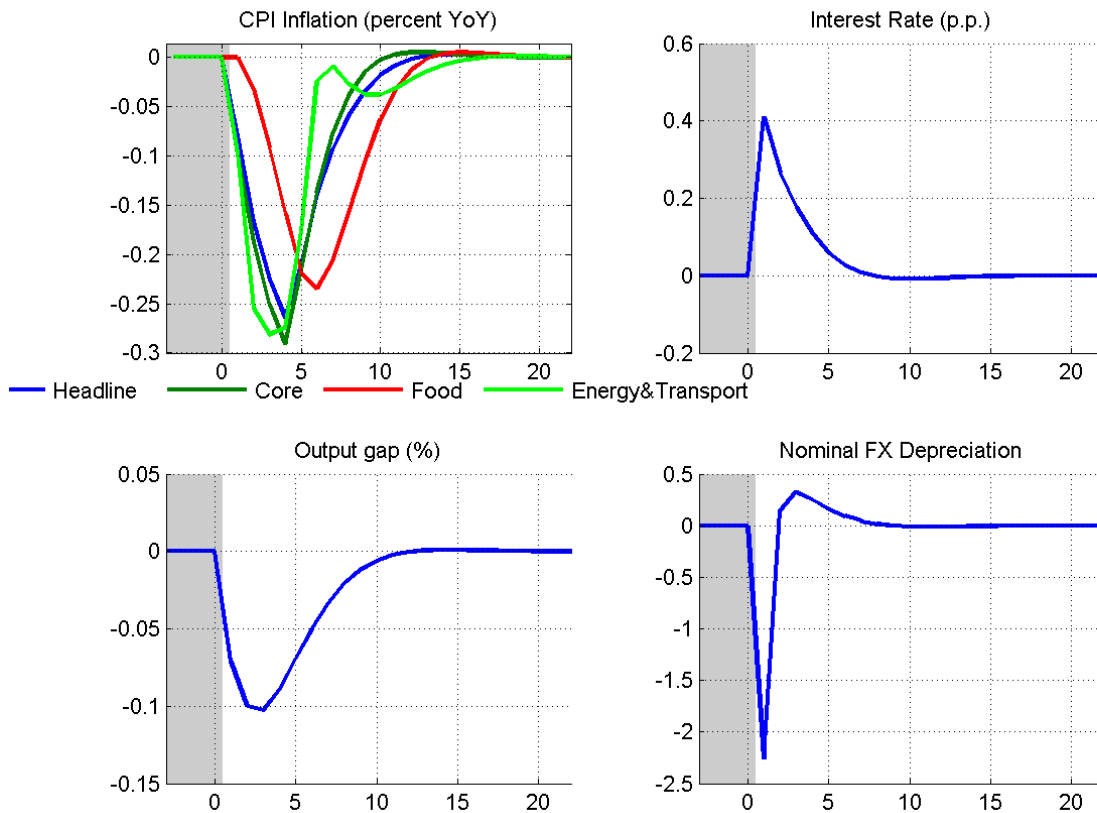 CPI Inflation (percent YoY)
0
-0.05
-0.1
-0.15
-0.2
-0.25
-0.3
0 5 10 15 20
Interest Rate (p.p.)
0.6
0.4
0.2
0
-0.2
0 5 10 15 20
Headline Core Food Energy&Transport
Output gap (%)
0.05
0
-0.05
-0.1
-0.15
0 5 10 15 20
Nominal FX Depreciation
0.5
0
-0.5
-1
-1.5
-2
-2.5
0 5 10 15 20